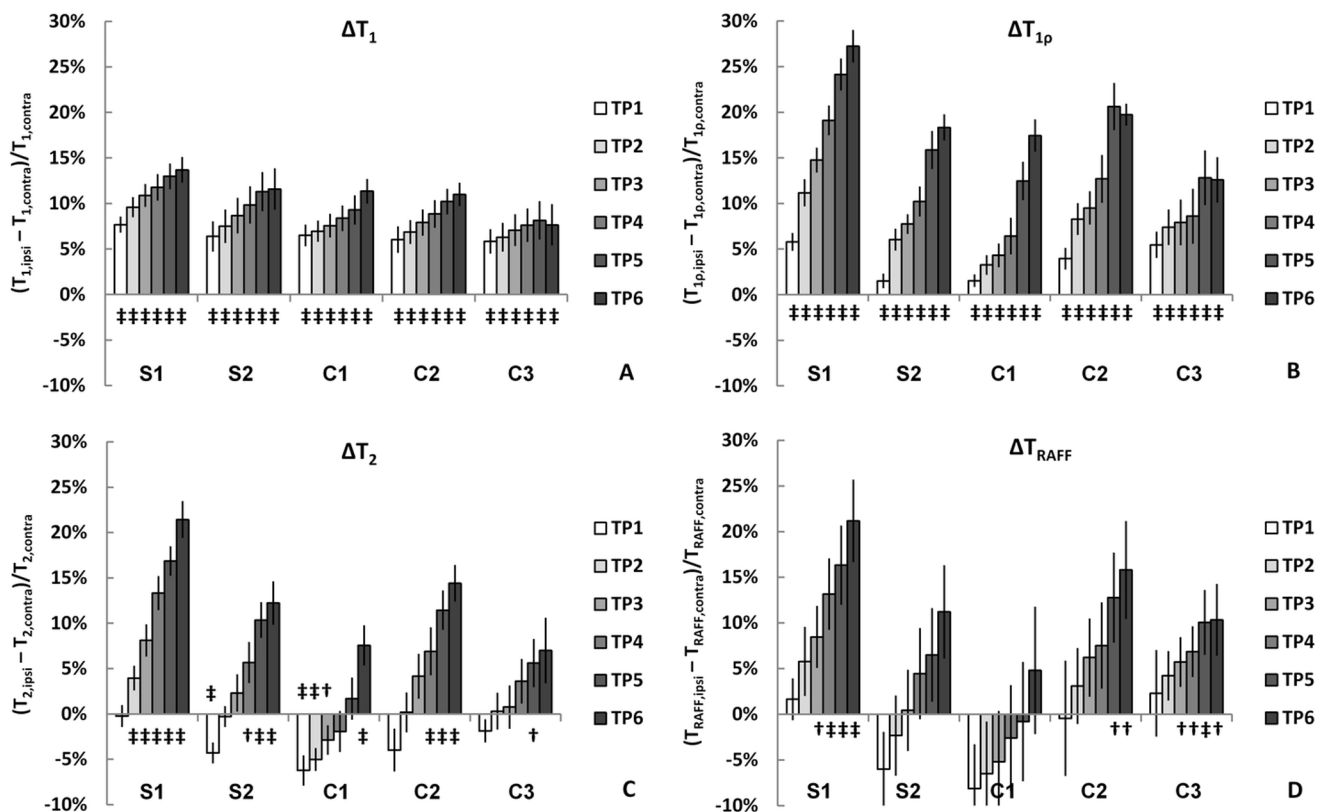 ΔT1
(T1,ipsi – T1,contra)/T1,contra
30%
25%
20%
15%
10%
5%
0%
-5%
-10%
‡‡‡‡‡‡
‡‡‡‡‡‡
‡‡‡‡‡‡
‡‡‡‡‡‡
‡‡‡‡‡‡
S1
S2
C1
C2
C3
A
TP1
TP2
TP3
TP4
TP5
TP6
ΔT1ρ
(T1ρ,ipsi – T1ρ,contra)/T1ρ,contra
30%
25%
20%
15%
10%
5%
0%
-5%
-10%
‡‡‡‡‡‡
‡‡‡‡‡‡
‡‡‡‡‡‡
‡‡‡‡‡‡
‡‡‡‡‡‡
S1
S2
C1
C2
C3
B
TP1
TP2
TP3
TP4
TP5
TP6
ΔT2
(T2,ipsi – T2,contra)/T2,contra
30%
25%
20%
15%
10%
5%
0%
-5%
-10%
‡
‡‡†
‡‡‡‡‡
†‡‡
‡
‡‡‡
†
S1
S2
C1
C2
C3
C
TP1
TP2
TP3
TP4
TP5
TP6
ΔTRAFF
(TRAFF,ipsi – TRAFF,contra)/TRAFF,contra
30%
25%
20%
15%
10%
5%
0%
-5%
-10%
†‡‡‡
††
††‡†
S1
S2
C1
C2
C3
D
TP1
TP2
TP3
TP4
TP5
TP6